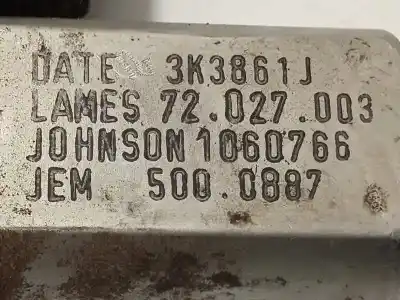 DATE 3K3861J
LAMES 72.027.003
JOHNSON 1060766
JEM 500.0887